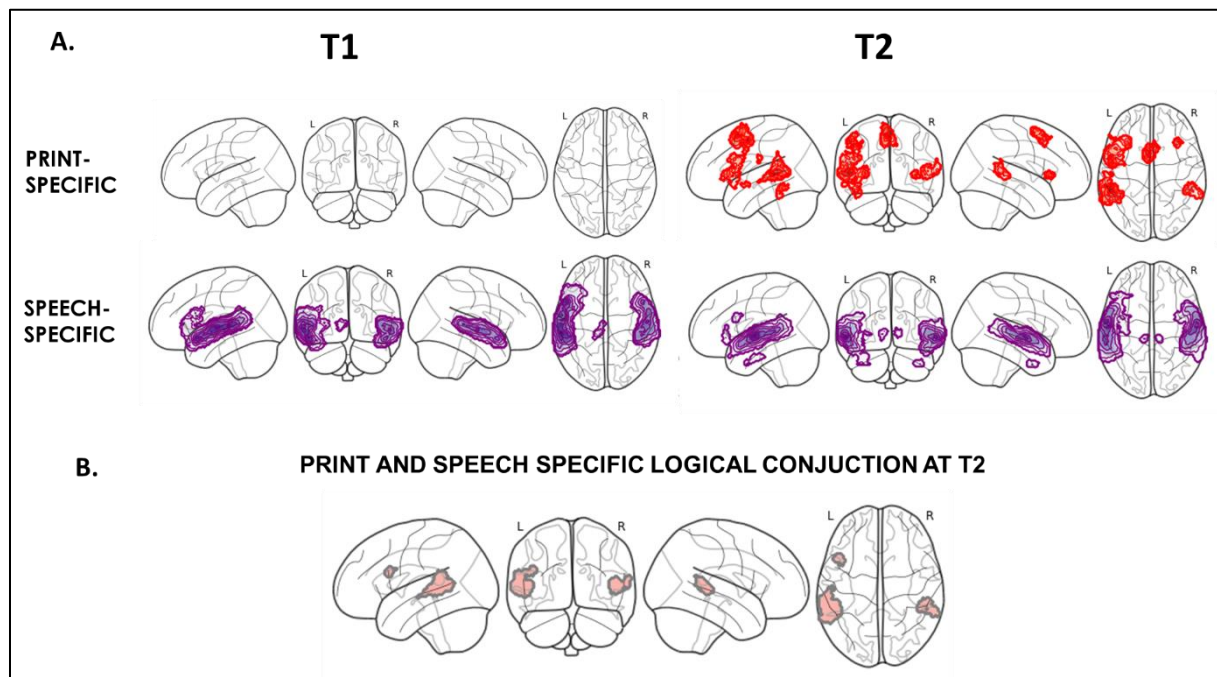 A.
T1
T2
L R
L R
PRINT-
SPECIFIC
L R
L R
L R
L R
SPEECH-
SPECIFIC
L R
L R
B.
PRINT AND SPEECH SPECIFIC LOGICAL CONJUCTION AT T2
L R
L R